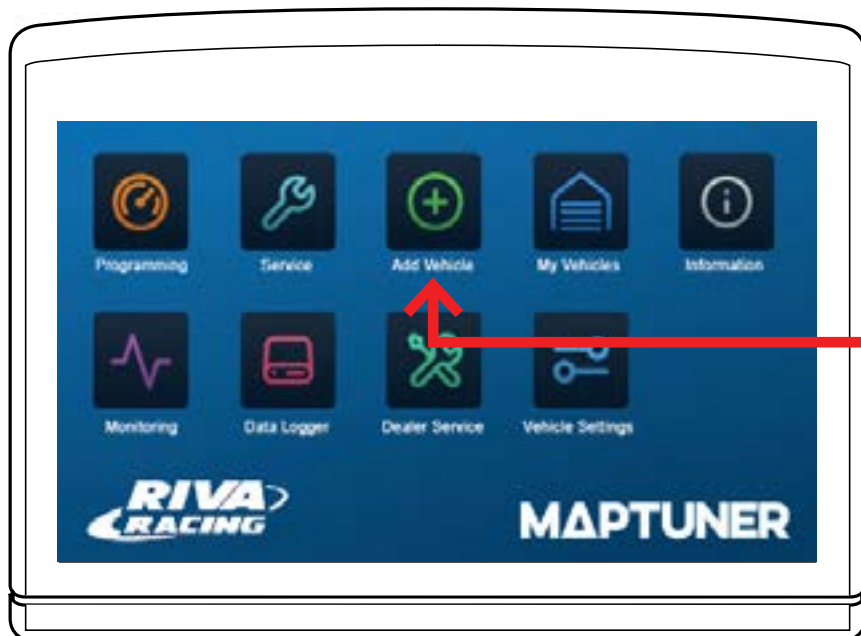 Programming Service Add Vehicle My Vehicles Information
Monitoring Data Logger Dealer Service Vehicle Settings
RIVA
RACING
MAPTUNER